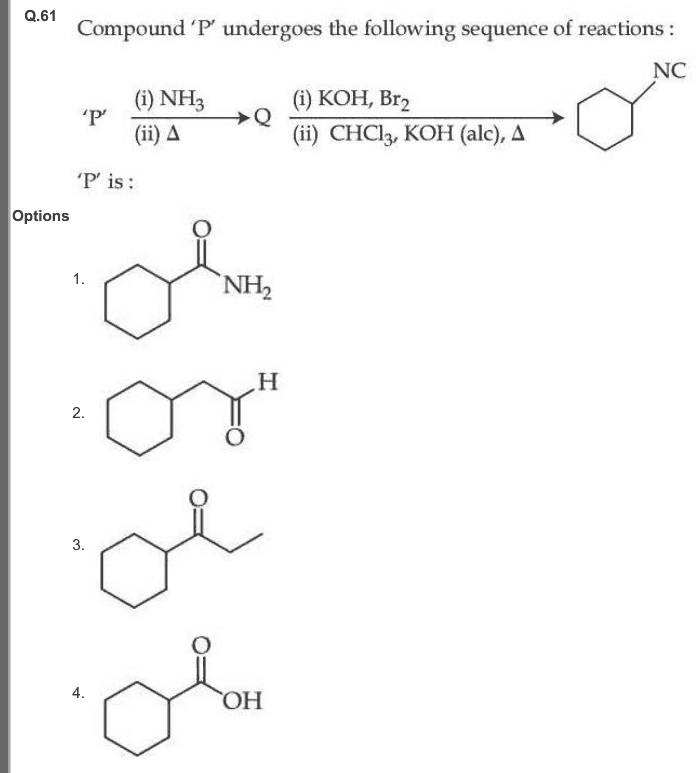 Q.61
Compound 'P' undergoes the following sequence of reactions :
NC
'P' (i) NH₃ (ii) Δ Q (i) KOH, Br₂ (ii) CHCl₃, KOH (alc), Δ
'P' is :
Options
1.
O
NH₂
2.
H
O
3.
O
4.
O
OH